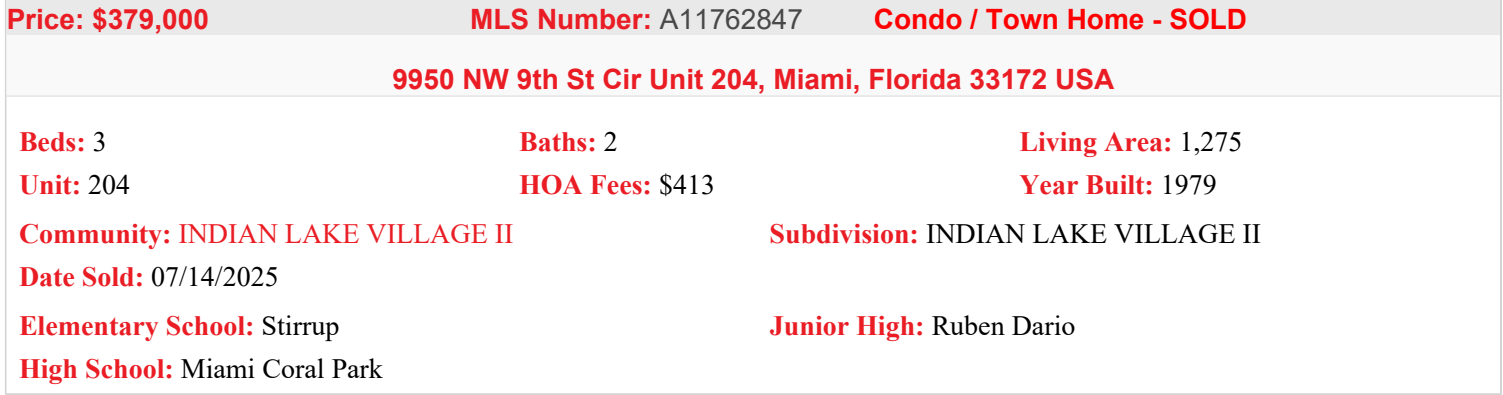 Price: $379,000 MLS Number: A11762847 Condo / Town Home - SOLD
9950 NW 9th St Cir Unit 204, Miami, Florida 33172 USA
Beds: 3 Baths: 2 Living Area: 1,275
Unit: 204 HOA Fees: $413 Year Built: 1979
Community: INDIAN LAKE VILLAGE II Subdivision: INDIAN LAKE VILLAGE II
Date Sold: 07/14/2025
Elementary School: Stirrup Junior High: Ruben Dario
High School: Miami Coral Park